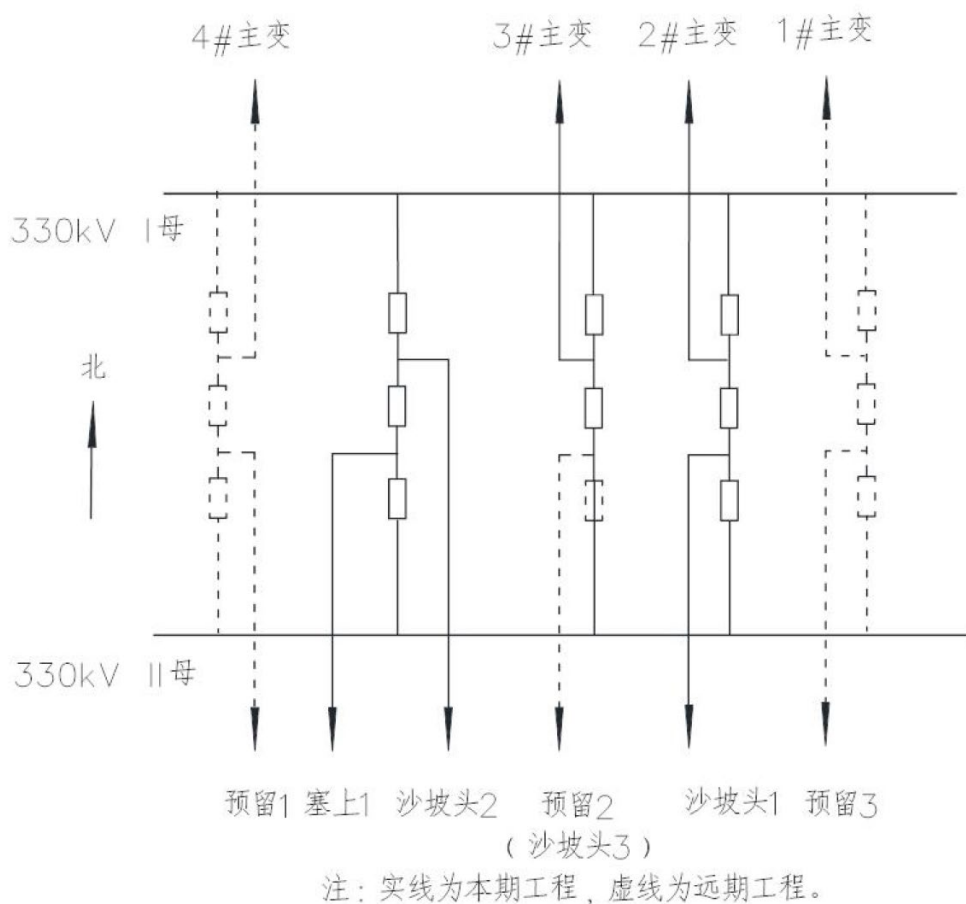 4#主变 3#主变 2#主变 1#主变
330kV I母
北
330kV II母
预留1 塞上1 沙坡头2 预留2 沙坡头1 预留3
(沙坡头3)
注：实线为本期工程，虚线为远期工程。